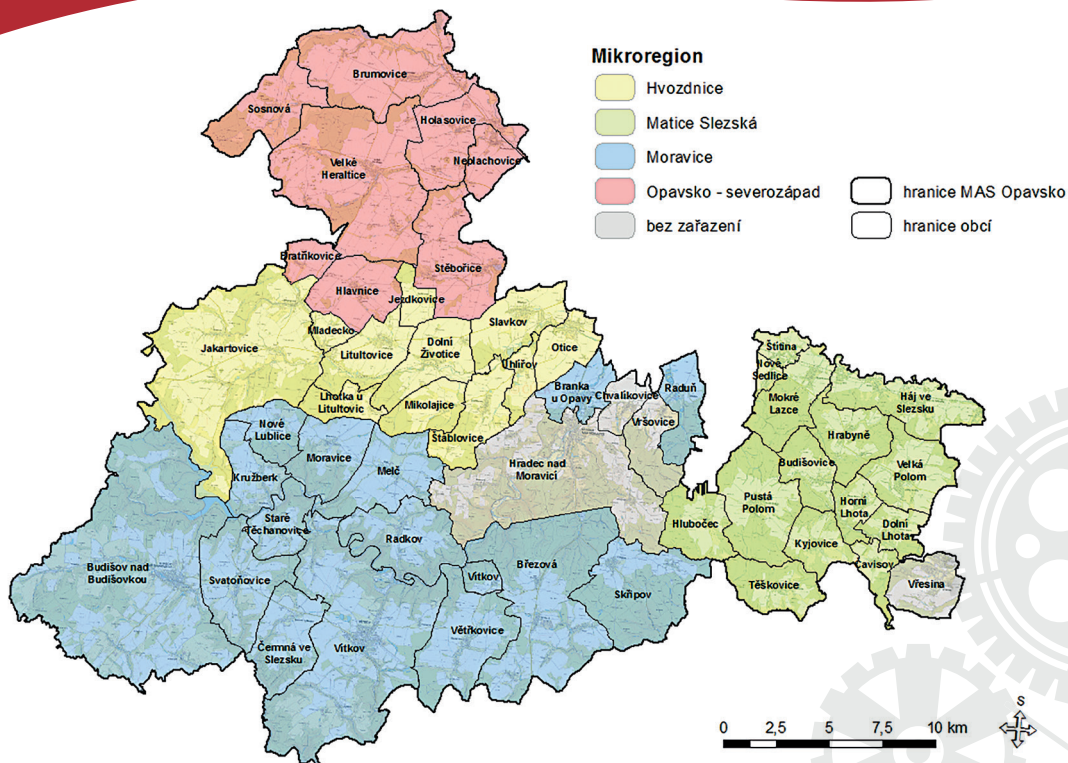 Mikroregion
Hvozdnice
Matice Slezská
Moravice
Opavsko - severozápad
bez zařazení
hranice MAS Opavsko
hranice obcí
Brumovice
Sosnová
Holasovice
Velké
Heraltice
Neplachovice
Bratříkovice
Stěbořice
Hlavnice
Jezdkovice
Mladecko
Slavkov
Jakartovice
Litultovice
Dolní
Životice
Uhlířov
Otice
Lhotka u
Litultovic
Mikolajice
Branka
u Opavy
Chvalíkovice
Raduň
Štáblovice
Vršovice
Štítina
Nové
Sedlice
Mokré
Lazce
Háj ve
Slezsku
Hrabyně
Nové
Lublice
Moravice
Melč
Hradec nad
Moravicí
Budišovice
Velká
Polom
Kružberk
Pustá
Polom
Horní
Lhota
Staré
Těchanovice
Radkov
Hlubočec
Kyjovice
Dolní
Lhota
Budišov nad
Budišovkou
Svatoňovice
Vítkov
Březová
Skřipov
Těškovice
Čavisov
Vřesina
Čermná ve
Slezsku
Vítkov
Větřkovice
S
0 2,5 5 7,5 10 km